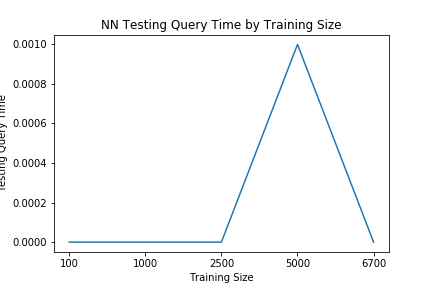 NN Testing Query Time by Training Size
Testing Query Time
0.0010
0.0008
0.0006
0.0004
0.0002
0.0000
100 1000 2500 5000 6700
Training Size